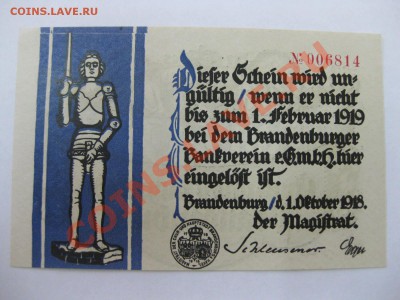 COINS.LAVE.RU
№ 006814
Dieser Schein wird un-
gültig/wenn er nicht
bis zum 1. Februar 1919
bei dem Brandenburger
Bankverein e.G.m.b.H. hier
eingelöst ist.
Brandenburg/d. 1. Oktober 1918.
der Magistrat.
Schleusener
COINS.LAVE.RU